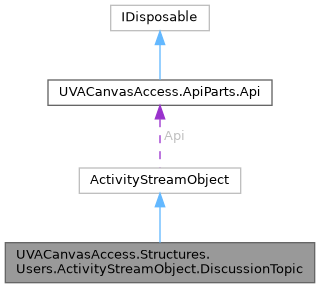 IDisposable
UVACanvasAccess.ApiParts.Api
Api
ActivityStreamObject
UVACanvasAccess.Structures.
Users.ActivityStreamObject.DiscussionTopic